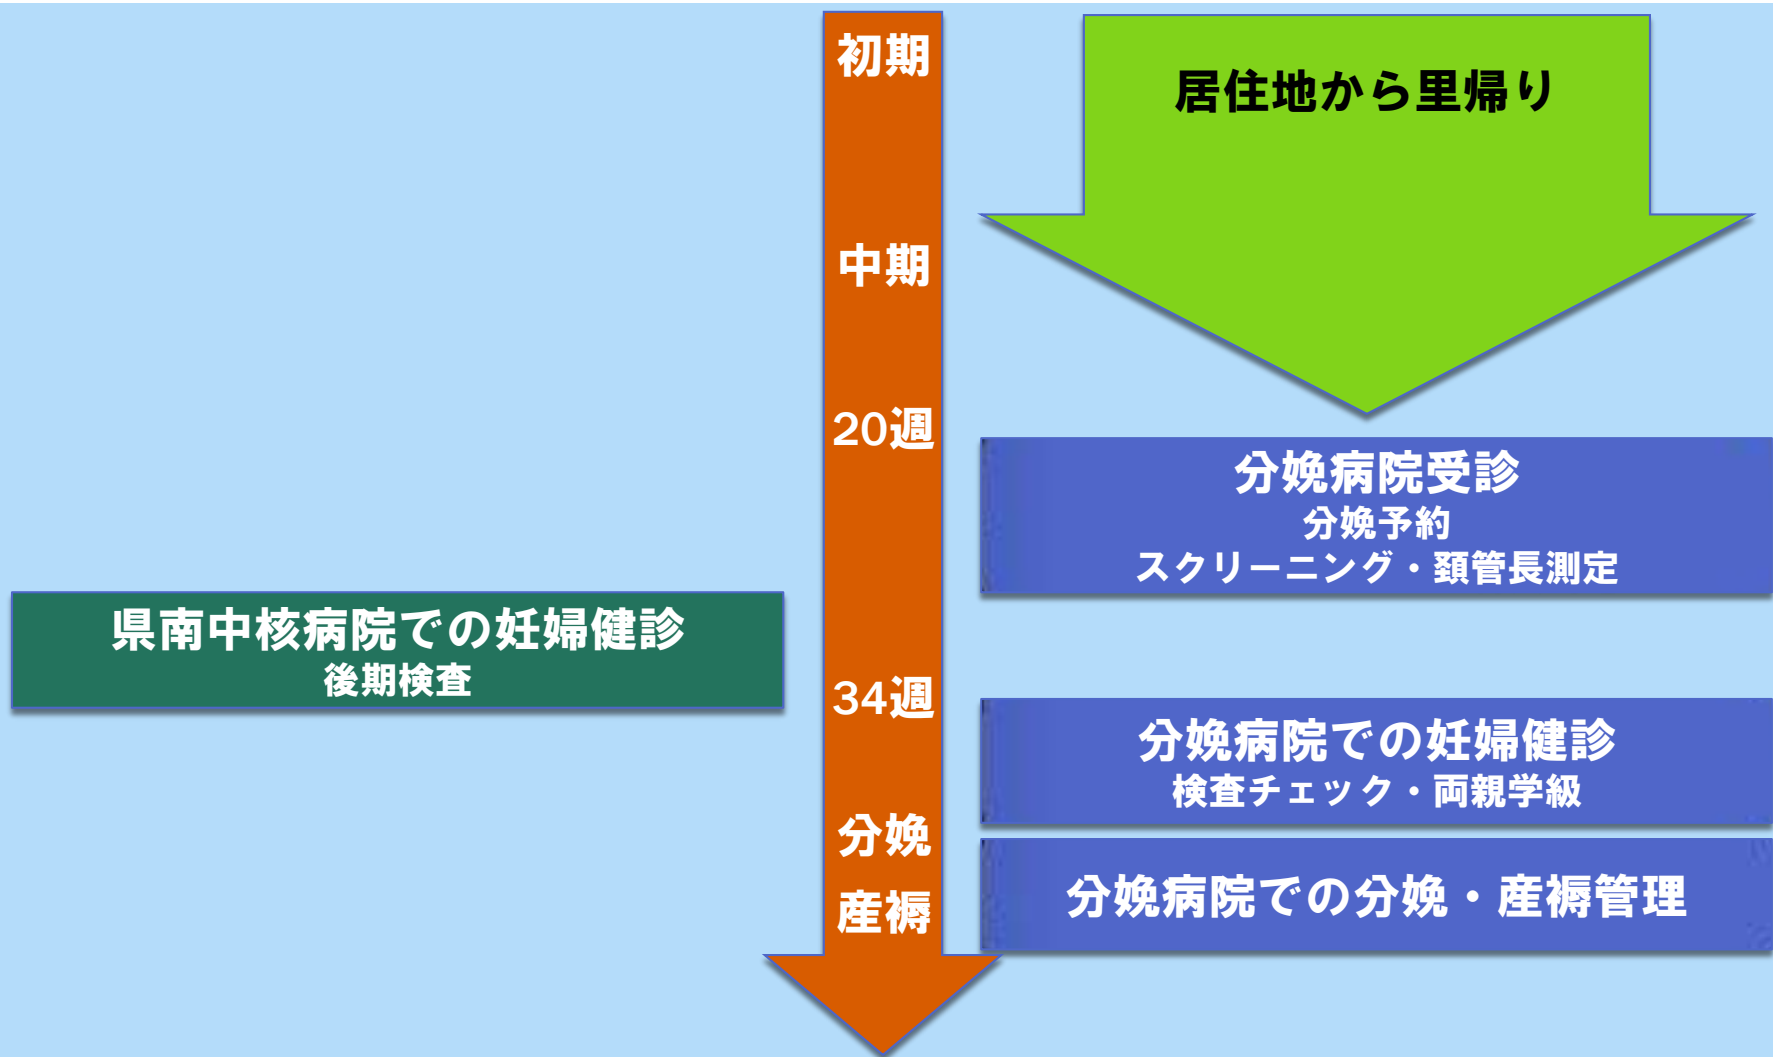 初期
中期
20週
34週
分娩
産褥
居住地から里帰り
分娩病院受診
分娩予約
スクリーニング・頚管長測定
県南中核病院での妊婦健診
後期検査
分娩病院での妊婦健診
検査チェック・両親学級
分娩病院での分娩・産褥管理